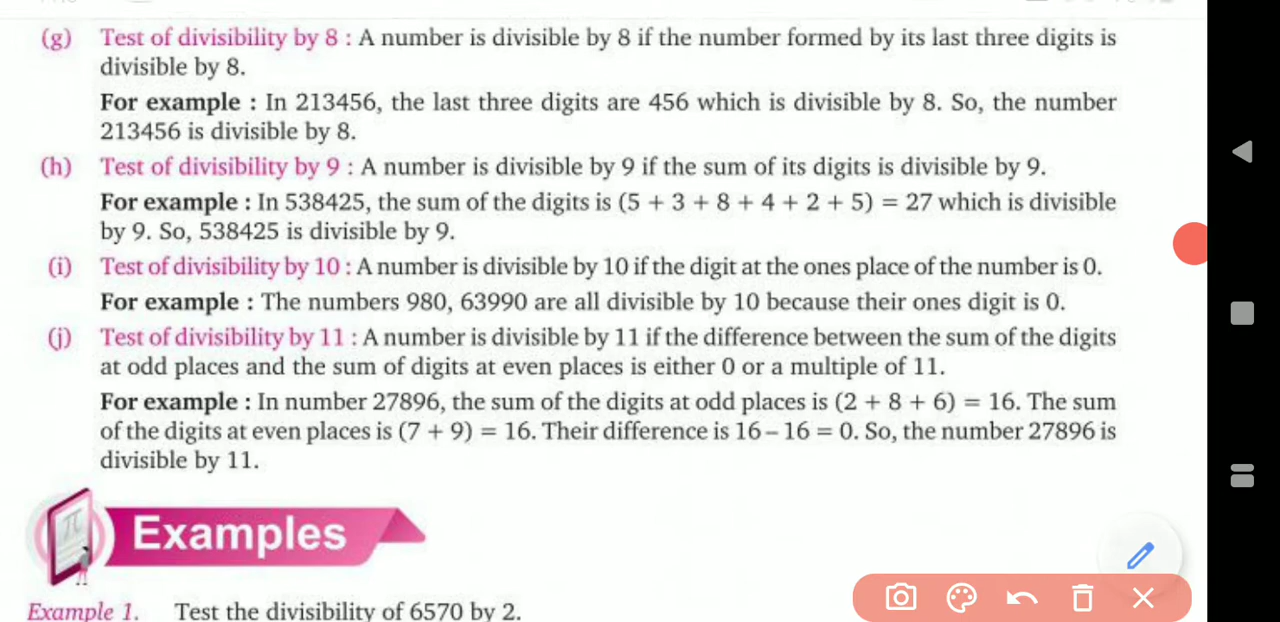 (g) Test of divisibility by 8 : A number is divisible by 8 if the number formed by its last three digits is
divisible by 8.
For example : In 213456, the last three digits are 456 which is divisible by 8. So, the number
213456 is divisible by 8.
(h) Test of divisibility by 9 : A number is divisible by 9 if the sum of its digits is divisible by 9.
For example : In 538425, the sum of the digits is (5 + 3 + 8 + 4 + 2 + 5) = 27 which is divisible
by 9. So, 538425 is divisible by 9.
(i) Test of divisibility by 10 : A number is divisible by 10 if the digit at the ones place of the number is 0.
For example : The numbers 980, 63990 are all divisible by 10 because their ones digit is 0.
(j) Test of divisibility by 11 : A number is divisible by 11 if the difference between the sum of the digits
at odd places and the sum of digits at even places is either 0 or a multiple of 11.
For example : In number 27896, the sum of the digits at odd places is (2 + 8 + 6) = 16. The sum
of the digits at even places is (7 + 9) = 16. Their difference is 16 – 16 = 0. So, the number 27896 is
divisible by 11.
π
Examples
Example 1. Test the divisibility of 6570 by 2.